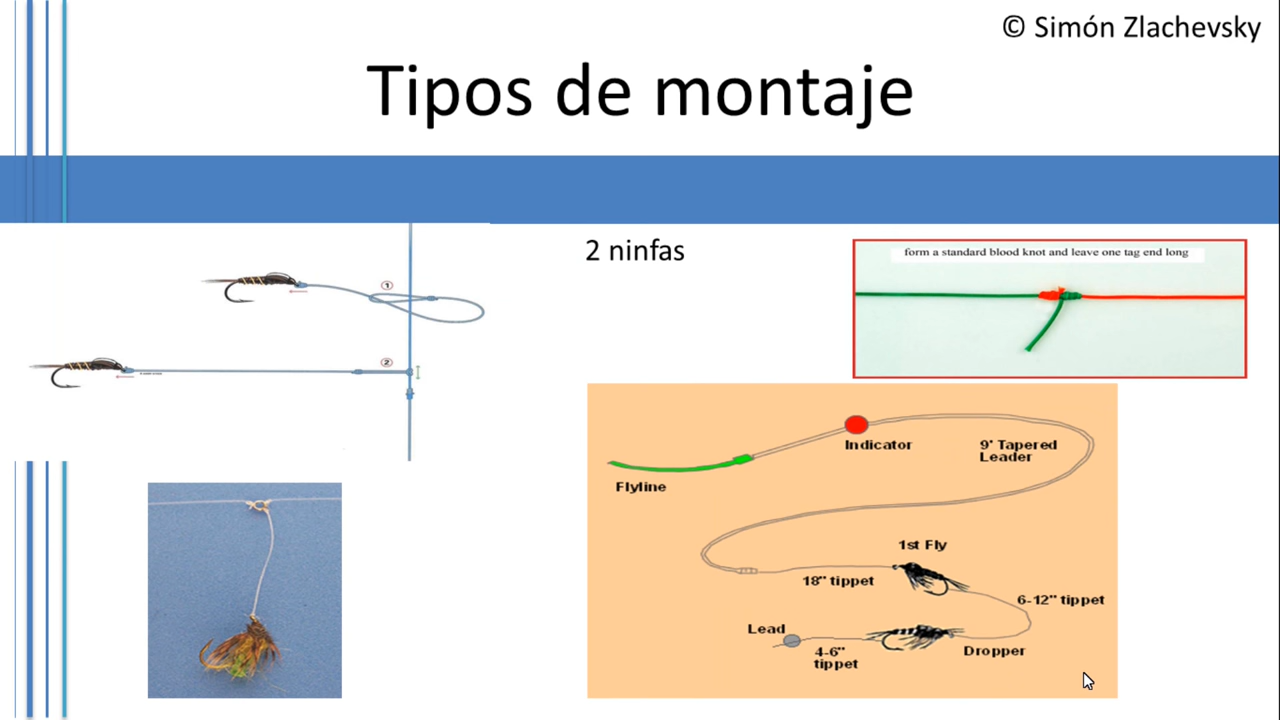 © Simón Zlachevsky
Tipos de montaje
2 ninfas
form a standard blood knot and leave one tag end long
1
2
Indicator
9' Tapered
Leader
Flyline
1st Fly
18" tippet
6-12" tippet
Lead
4-6"
tippet
Dropper